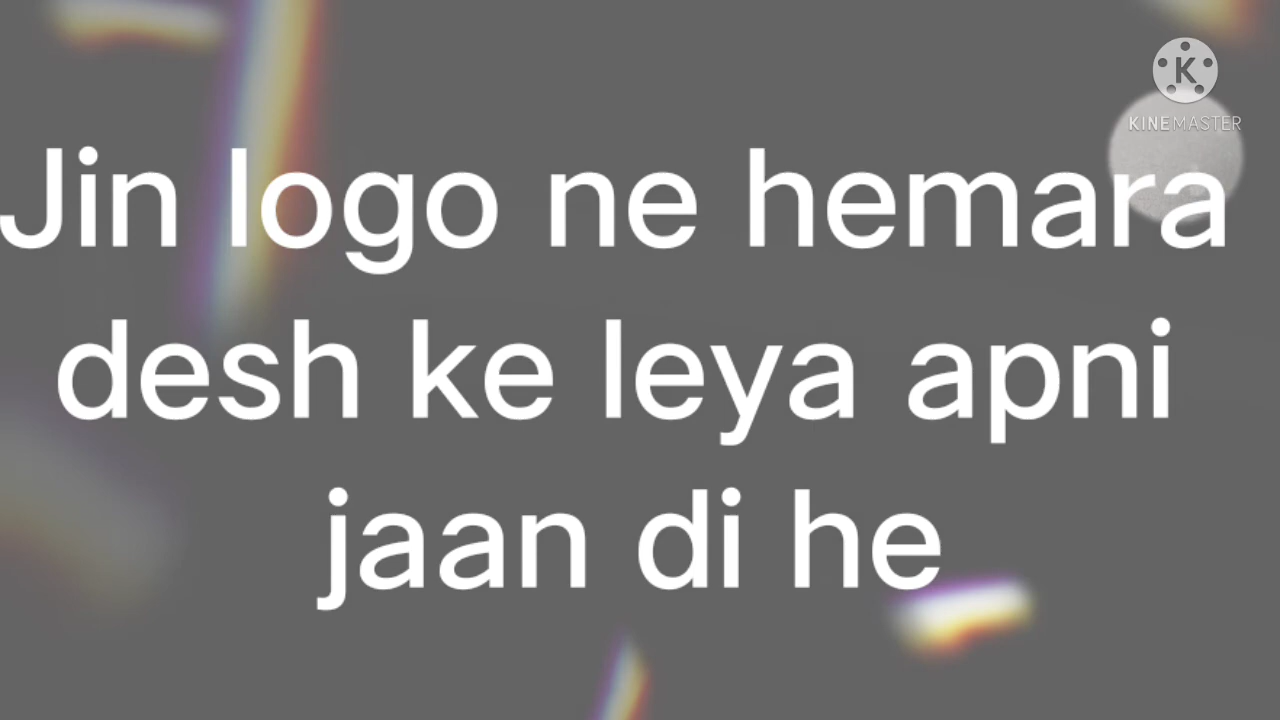 K
KINEMASTER
Jin logo ne hemara
desh ke leya apni
jaan di he